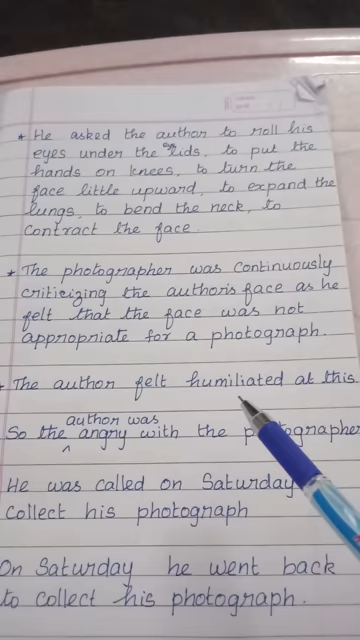 * He asked the author to roll his
eyes under the eye lids, to put the
hands on knees, to turn the
face little upward, to expand the
lungs, to bend the neck, to
contract the face.
* The photographer was continuously
criticizing the author's face as he
felt that the face was not
appropriate for a photograph.
* The author felt humiliated at this.
So the author was angry with the photographer
He was called on Saturday
collect his photograph
On Saturday he went back
to collect his photograph.